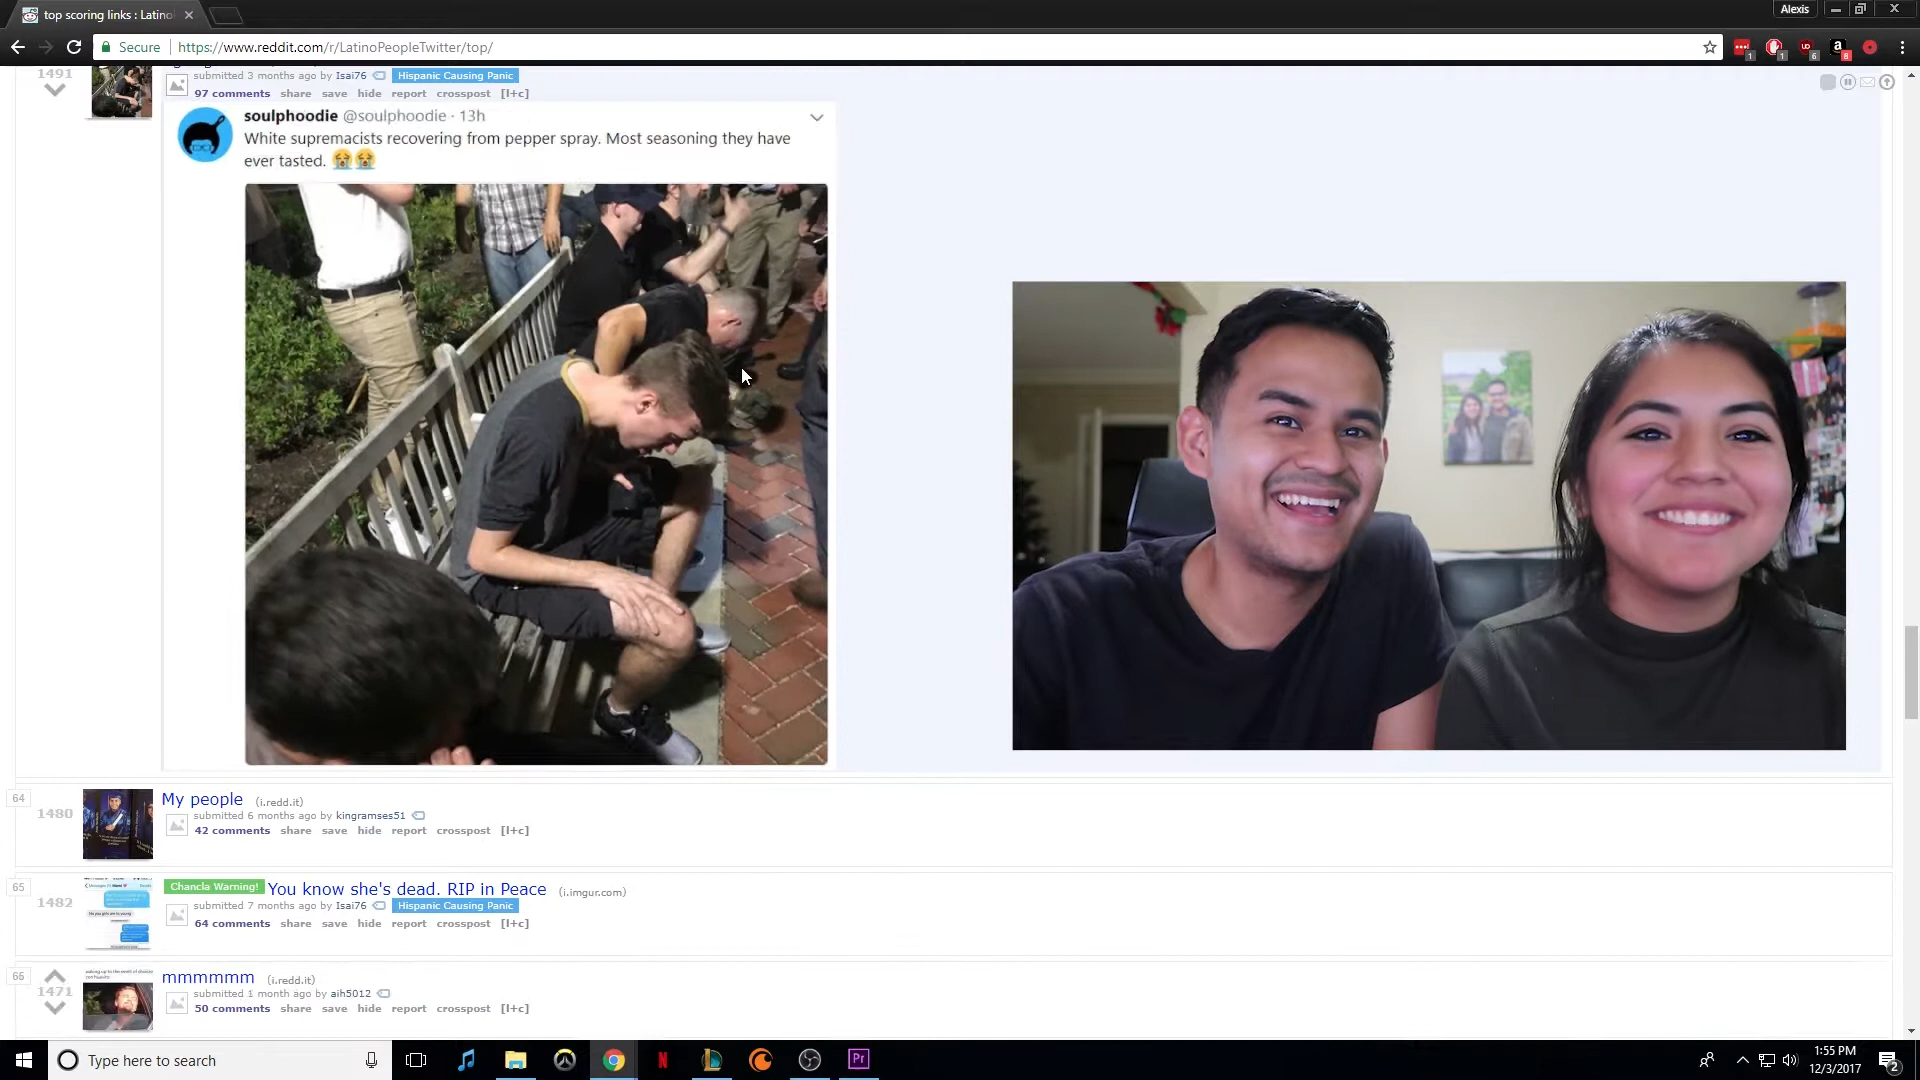 top scoring links : Latino
Alexis
Secure
https://www.reddit.com/r/LatinoPeopleTwitter/top/
1491
submitted 3 months ago by Isai76 Hispanic Causing Panic
97 comments share save hide report crosspost [l+c]
soulphoodie @soulphoodie · 13h
White supremacists recovering from pepper spray. Most seasoning they have
ever tasted. 😭😭
64
1480
My people (i.redd.it)
submitted 6 months ago by kingramses51
42 comments share save hide report crosspost [l+c]
65
1482
Chancla Warning! You know she's dead. RIP in Peace (i.imgur.com)
submitted 7 months ago by Isai76 Hispanic Causing Panic
64 comments share save hide report crosspost [l+c]
66
1471
mmmmmm (i.redd.it)
submitted 1 month ago by aih5012
50 comments share save hide report crosspost [l+c]
Type here to search
Pr
1:55 PM
12/3/2017
2